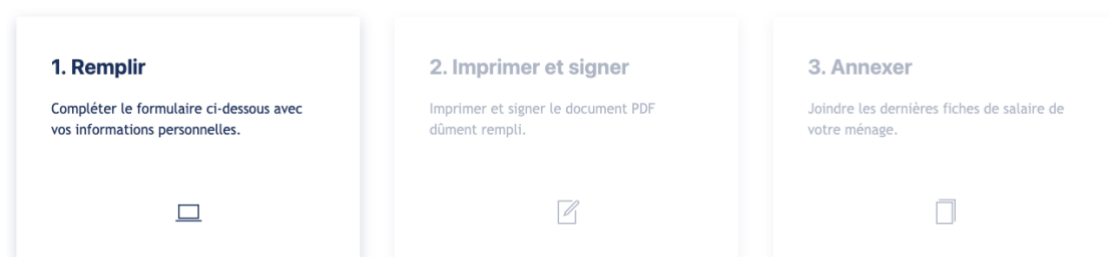 1. Remplir
Compléter le formulaire ci-dessous avec
vos informations personnelles.
2. Imprimer et signer
Imprimer et signer le document PDF
dûment rempli.
3. Annexer
Joindre les dernières fiches de salaire de
votre ménage.